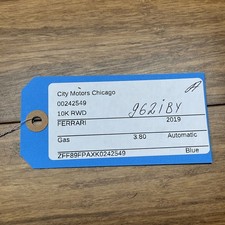 City Motors Chicago
00242549
10K RWD
962iBY
FERRARI 2019
Gas 3.80 Automatic
ZFF89FPAXK0242549 Blue